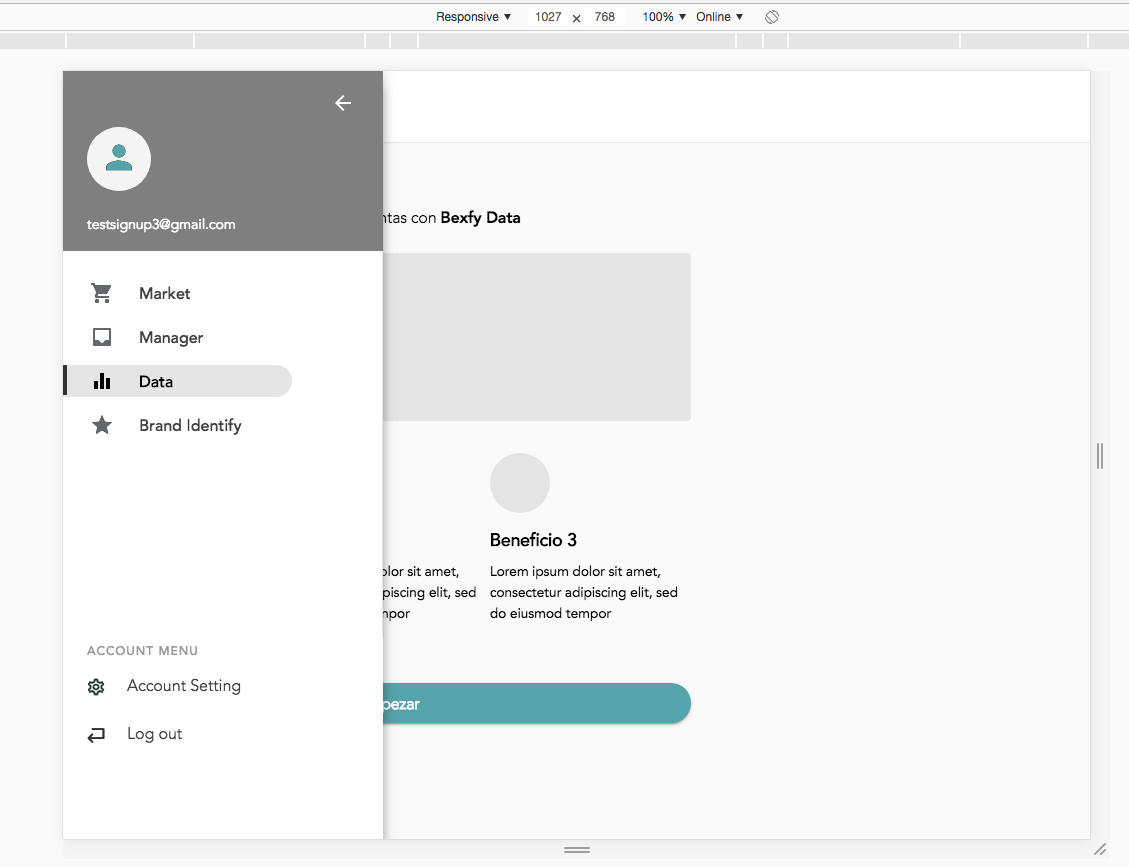 Responsive ▼ 1027 × 768 100% ▼ Online ▼
testsignup3@gmail.com
ntas con Bexfy Data
Market
Manager
Data
Brand Identify
Beneficio 3
olor sit amet,
piscing elit, sed
mpor
Lorem ipsum dolor sit amet,
consectetur adipiscing elit, sed
do eiusmod tempor
ACCOUNT MENU
Account Setting
pezar
Log out